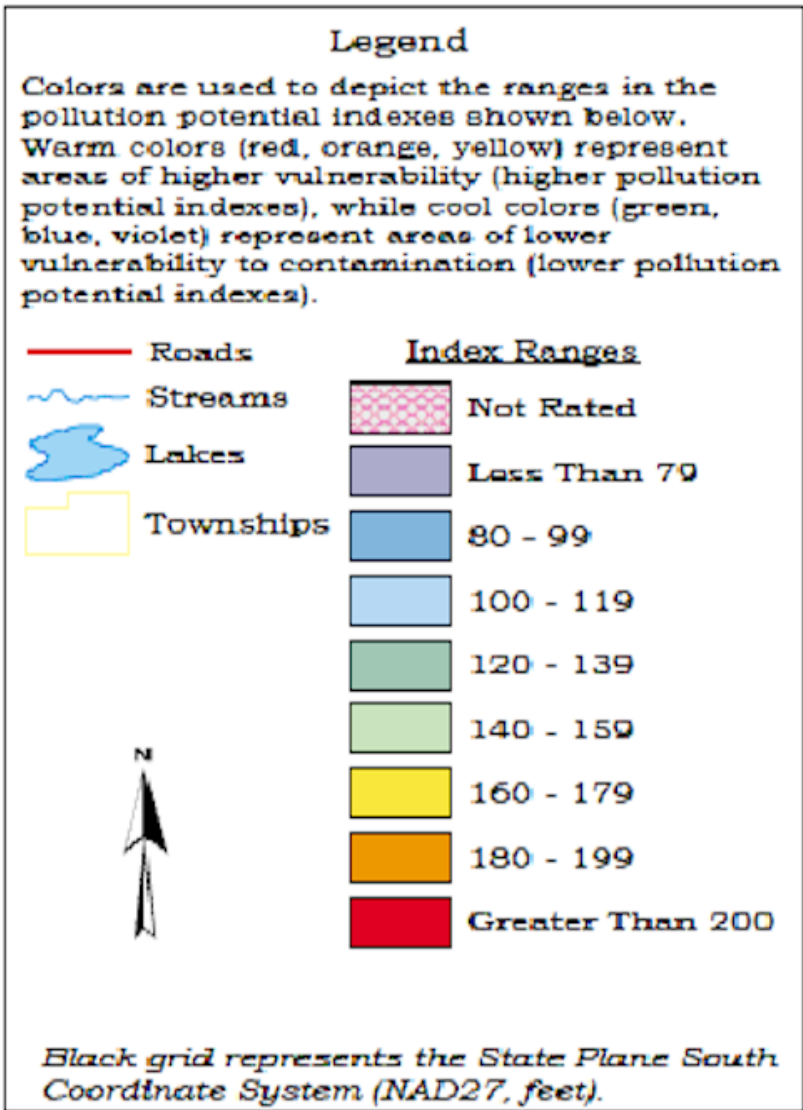 Legend
Colors are used to depict the ranges in the
pollution potential indexes shown below.
Warm colors (red, orange, yellow) represent
areas of higher vulnerability (higher pollution
potential indexes), while cool colors (green,
blue, violet) represent areas of lower
vulnerability to contamination (lower pollution
potential indexes).
Roads
Streams
Lakes
Townships
Index Ranges
Not Rated
Less Than 79
80 - 99
100 - 119
120 - 139
140 - 159
160 - 179
180 - 199
Greater Than 200
N
Black grid represents the State Plane South
Coordinate System (NAD27, feet).